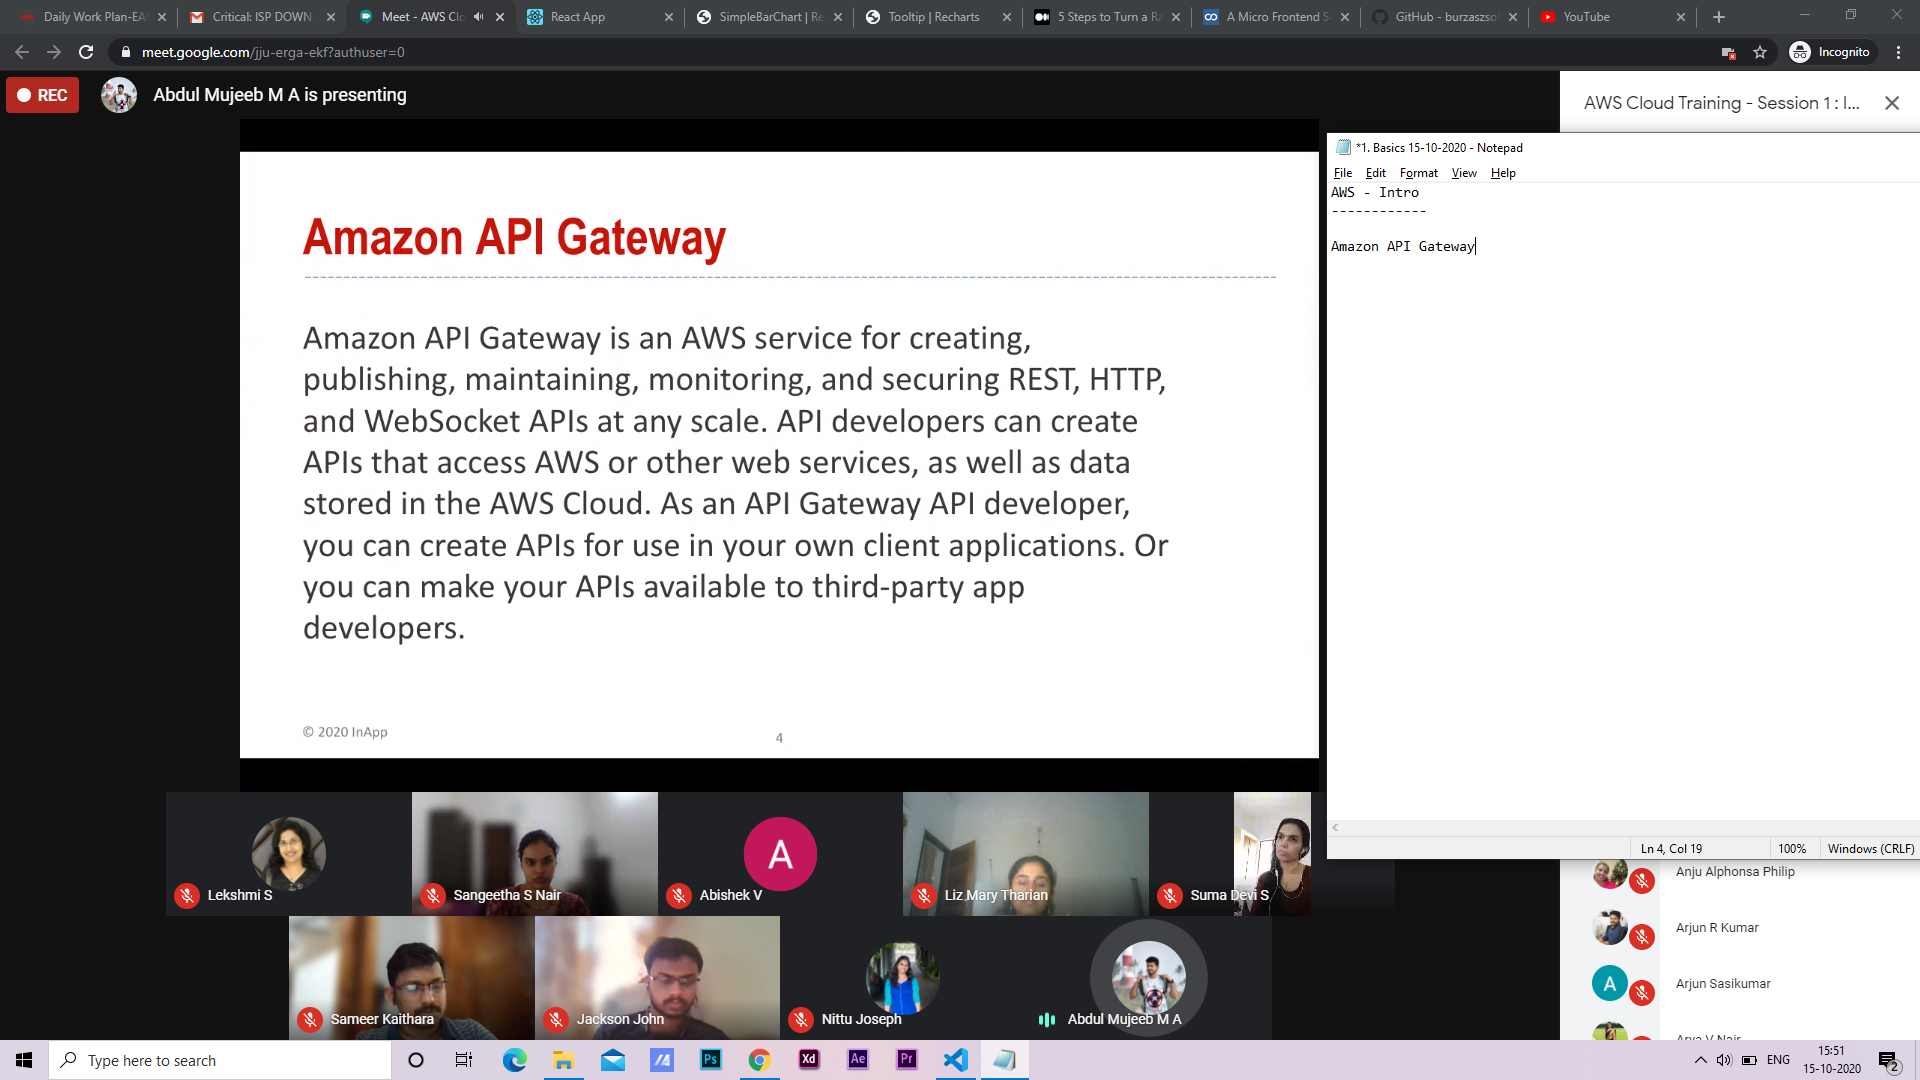 Daily Work Plan-EAS
Critical: ISP DOWN
Meet - AWS Clo
React App
SimpleBarChart | Re
Tooltip | Recharts
5 Steps to Turn a Ra
A Micro Frontend S
GitHub - burzaszsol
YouTube
meet.google.com/jju-erga-ekf?authuser=0
Incognito
REC
Abdul Mujeeb M A is presenting
AWS Cloud Training - Session 1 : I...
Amazon API Gateway
Amazon API Gateway is an AWS service for creating,
publishing, maintaining, monitoring, and securing REST, HTTP,
and WebSocket APIs at any scale. API developers can create
APIs that access AWS or other web services, as well as data
stored in the AWS Cloud. As an API Gateway API developer,
you can create APIs for use in your own client applications. Or
you can make your APIs available to third-party app
developers.
© 2020 InApp
4
*1. Basics 15-10-2020 - Notepad
File Edit Format View Help
AWS - Intro
------------
Amazon API Gateway
Ln 4, Col 19
100%
Windows (CRLF)
Lekshmi S
Sangeetha S Nair
A
Abishek V
Liz Mary Tharian
Suma Devi S
Sameer Kaithara
Jackson John
Nittu Joseph
Abdul Mujeeb M A
Anju Alphonsa Philip
Arjun R Kumar
A
Arjun Sasikumar
Arya V Nair
Type here to search
Ps
Xd
Ae
Pr
ENG
15:51
15-10-2020
2